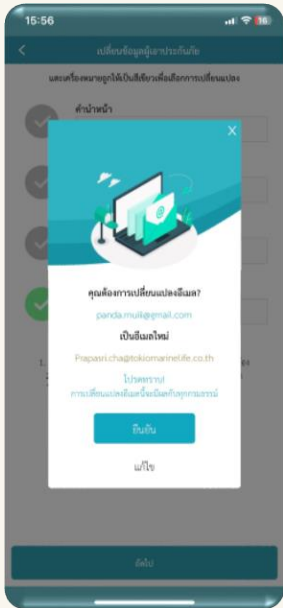 15:56
16
เปลี่ยนข้อมูลผู้เอาประกันภัย
แตะเครื่องหมายถูกให้เป็นสีเขียวเพื่อเลือกการเปลี่ยนแปลง
คำนำหน้า
X
คุณต้องการเปลี่ยนแปลงอีเมล?
panda.muili@gmail.com
เป็นอีเมลใหม่
Prapasri.cha@tokiomarinelife.co.th
โปรดทราบ!
การเปลี่ยนแปลงอีเมลนี้จะมีผลกับทุกกรมธรรม์
ยืนยัน
แก้ไข
1.
ถัดไป